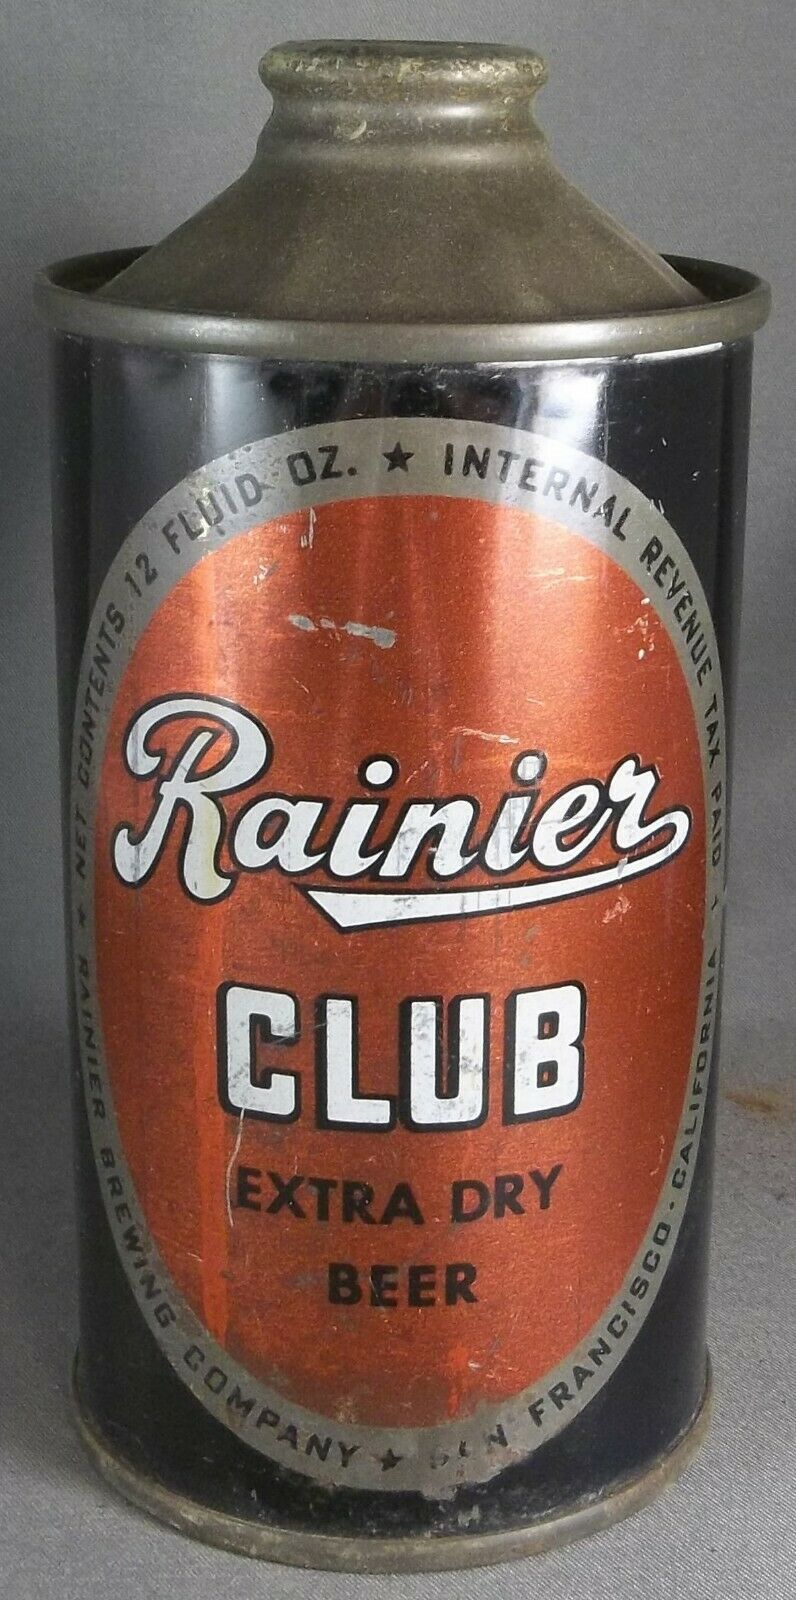 NET CONTENTS 12 FLUID OZ. ★ INTERNAL REVENUE TAX PAID
Rainier
CLUB
EXTRA DRY
BEER
★ RAINIER BREWING COMPANY ★ SAN FRANCISCO · CALIFORNIA ★